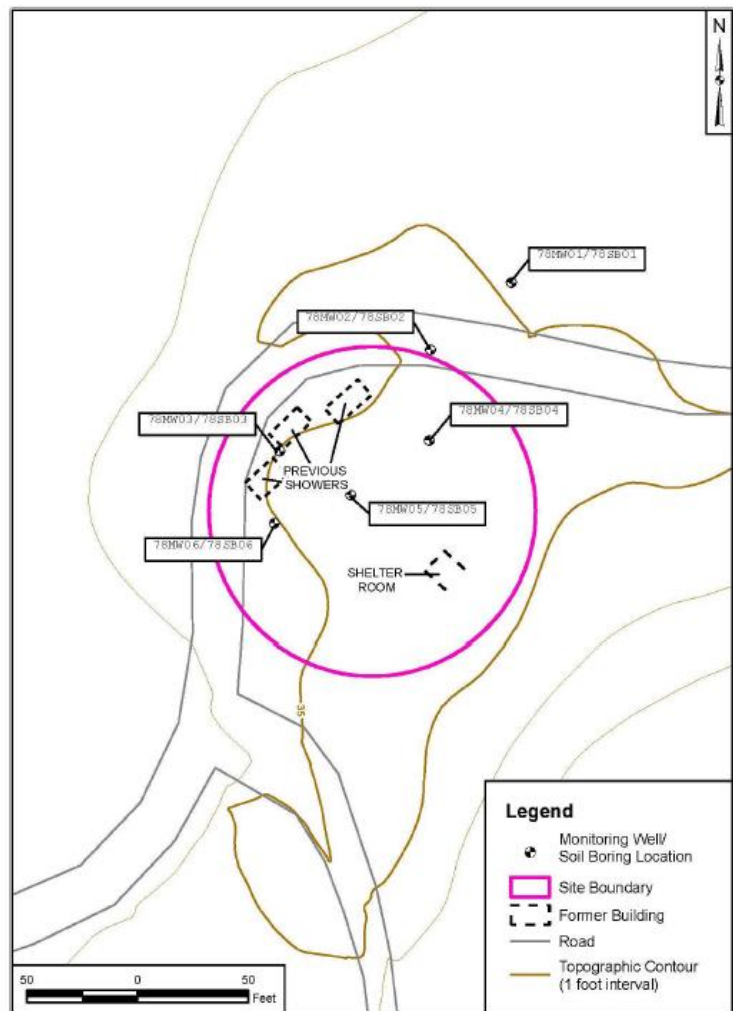 N
78MW01/78SB01
78MW02/78SB02
78MW03/78SB03
78MW04/78SB04
PREVIOUS
SHOWERS
78MW05/78SB05
78MW06/78SB06
SHELTER
ROOM
35
Legend
Monitoring Well/
Soil Boring Location
Site Boundary
Former Building
Road
Topographic Contour
(1 foot interval)
50 0 50
Feet